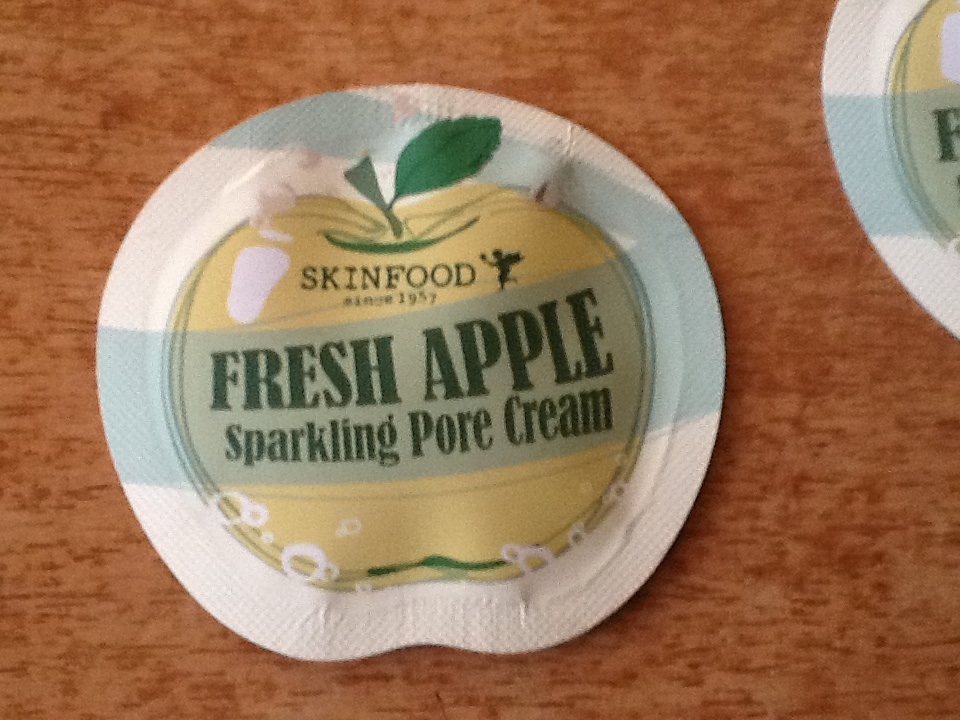 SKINFOOD
since 1957
FRESH APPLE
Sparkling Pore Cream
F